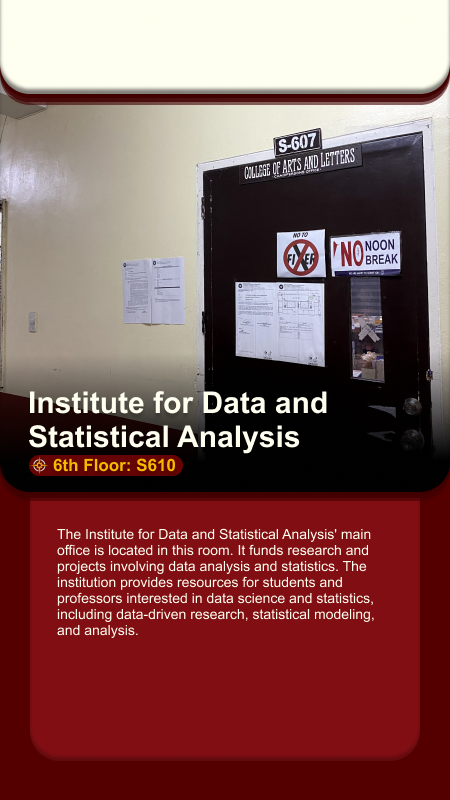 S-607
COLLEGE OF ARTS AND LETTERS
NO TO
FIXER
NO NOON
BREAK
Institute for Data and
Statistical Analysis
6th Floor: S610
The Institute for Data and Statistical Analysis' main
office is located in this room. It funds research and
projects involving data analysis and statistics. The
institution provides resources for students and
professors interested in data science and statistics,
including data-driven research, statistical modeling,
and analysis.